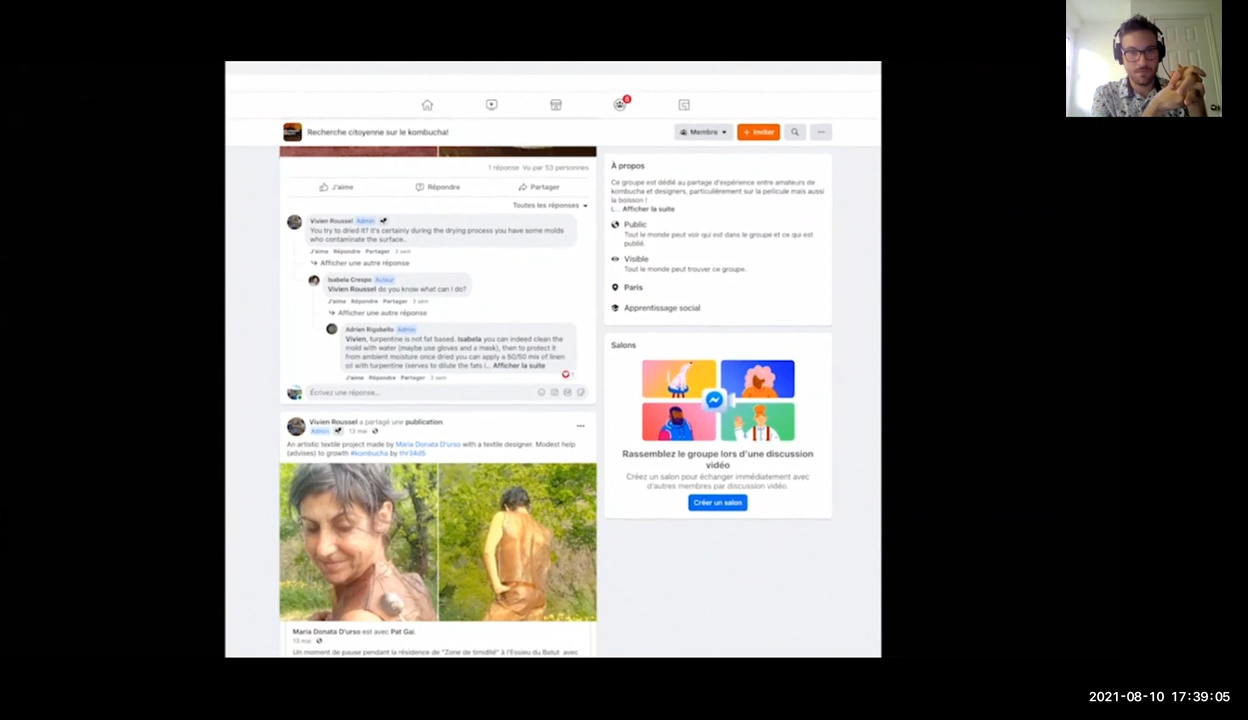 6
Recherche citoyenne sur le kombucha!
Membre
+ Inviter
1 réponse Vu par 53 personnes
J'aime
Répondre
Partager
Toutes les réponses
Vivien Roussel Admin
You try to dried it? It's certainly during the drying process you have some molds
who contaminate the surface..
J'aime Répondre Partager 3 sem
Afficher une autre réponse
Isabela Crespo Auteur
Vivien Roussel do you know what can i do?
J'aime Répondre Partager 3 sem
Afficher une autre réponse
Adrien Rigobello Admin
Vivien, turpentine is not fat based. Isabela you can indeed clean the
mold with water (maybe use gloves and a mask), then to protect it
from ambient moisture once dried you can apply a 50/50 mix of linen
oil with turpentine (serves to dilute the fats i... Afficher la suite
1
J'aime Répondre Partager 3 sem
Écrivez une réponse...
Vivien Roussel a partagé une publication.
Admin 13 mai
An artistic textile project made by Maria Donata D'urso with a textile designer. Modest help
(advises) to growth #kombucha by thr34d5
Maria Donata D'urso est avec Pat Gai.
13 mai
Un moment de pause pendant la résidence de "Zone de timidité" à l'Essieu du Batut avec
À propos
Ce groupe est dédié au partage d'expérience entre amateurs de
kombucha et designers, particulièrement sur la pellicule mais aussi
la boisson !
L... Afficher la suite
Public
Tout le monde peut voir qui est dans le groupe et ce qui est
publié.
Visible
Tout le monde peut trouver ce groupe.
Paris
Apprentissage social
Salons
Rassemblez le groupe lors d'une discussion
vidéo
Créez un salon pour échanger immédiatement avec
d'autres membres par discussion vidéo.
Créer un salon
2021-08-10 17:39:05